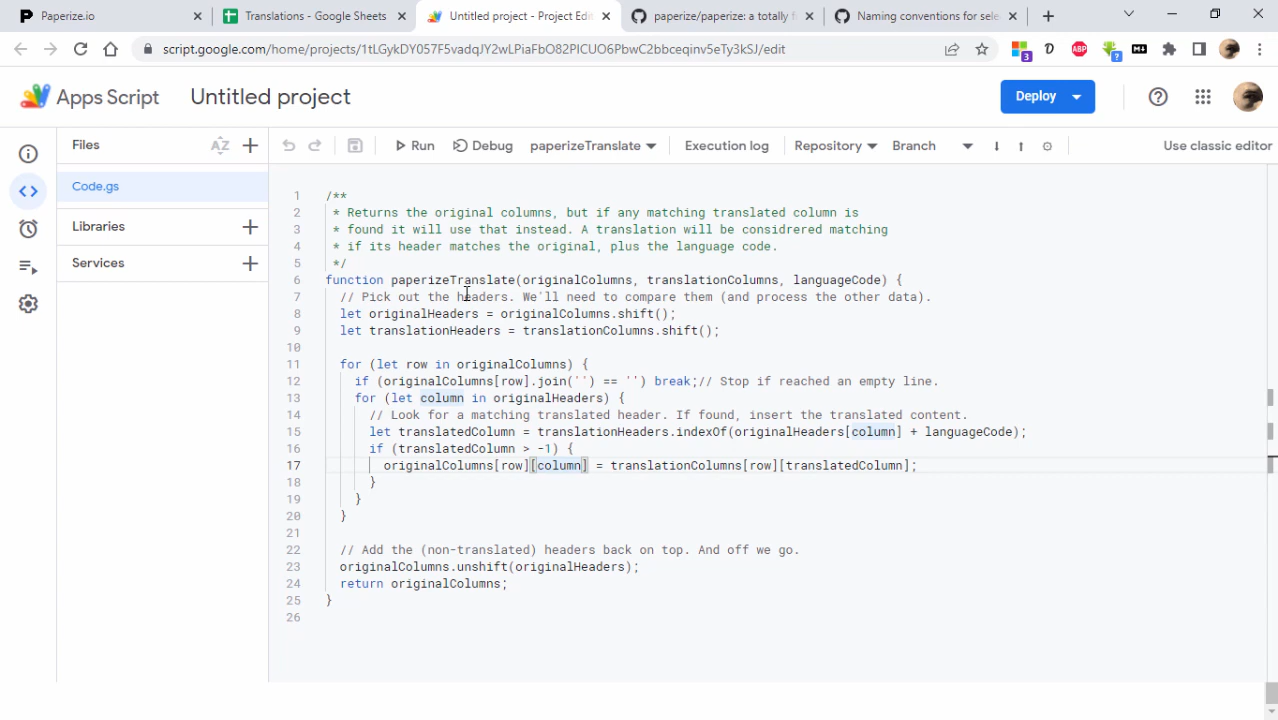 Paperize.io
Translations - Google Sheets
Untitled project - Project Edit
paperize/paperize: a totally f
Naming conventions for sele
script.google.com/home/projects/1tLGykDY057F5vadqJY2wLPiaFbO82PICUO6PbwC2bbceqinv5eTy3kSJ/edit
3
ABP
?
Apps Script
Untitled project
Deploy
Files
AZ
Run
Debug
paperizeTranslate
Execution log
Repository
Branch
Use classic editor
Code.gs
Libraries
Services
1 /**
2 * Returns the original columns, but if any matching translated column is
3 * found it will use that instead. A translation will be considrered matching
4 * if its header matches the original, plus the language code.
5 */
6 function paperizeTranslate(originalColumns, translationColumns, languageCode) {
7 // Pick out the headers. We'll need to compare them (and process the other data).
8 let originalHeaders = originalColumns.shift();
9 let translationHeaders = translationColumns.shift();
10
11 for (let row in originalColumns) {
12 if (originalColumns[row].join('') == '') break;// Stop if reached an empty line.
13 for (let column in originalHeaders) {
14 // Look for a matching translated header. If found, insert the translated content.
15 let translatedColumn = translationHeaders.indexOf(originalHeaders[column] + languageCode);
16 if (translatedColumn > -1) {
17 originalColumns[row][column] = translationColumns[row][translatedColumn];
18 }
19 }
20 }
21
22 // Add the (non-translated) headers back on top. And off we go.
23 originalColumns.unshift(originalHeaders);
24 return originalColumns;
25 }
26